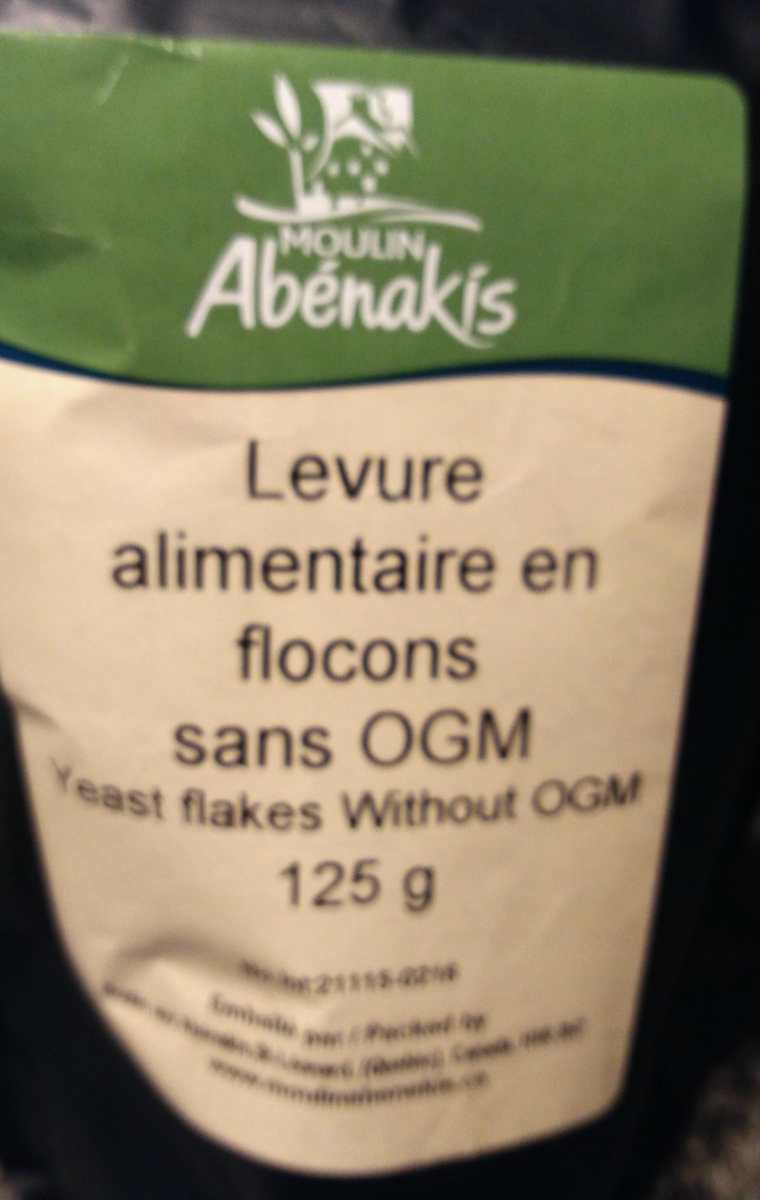 MOULIN
Abénakis
Levure
alimentaire en
flocons
sans OGM
Yeast flakes Without OGM
125 g
Emballé par / Packed by